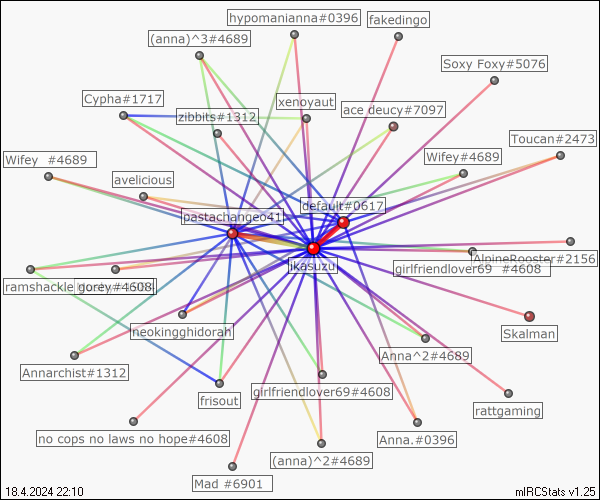 hypomanianna#0396
fakedingo
(anna)^3#4689
Soxy Foxy#5076
Cypha#1717
xenoyaut
zibbits#1312
ace deucy#7097
Toucan#2473
Wifey #4689
Wifey#4689
avelicious
default#0617
pastachangeo41
AlpineRooster#2156
jkasuzu
girlfriendlover69 #4608
ramshackle
#4608
neokingghidorah
Skalman
Anna^2#4689
Annarchist#1312
frisout
girlfriendlover69#4608
rattgaming
no cops no laws no hope#4608
Anna.#0396
(anna)^2#4689
Mad #6901
18.4.2024 22:10
mIRCStats v1.25